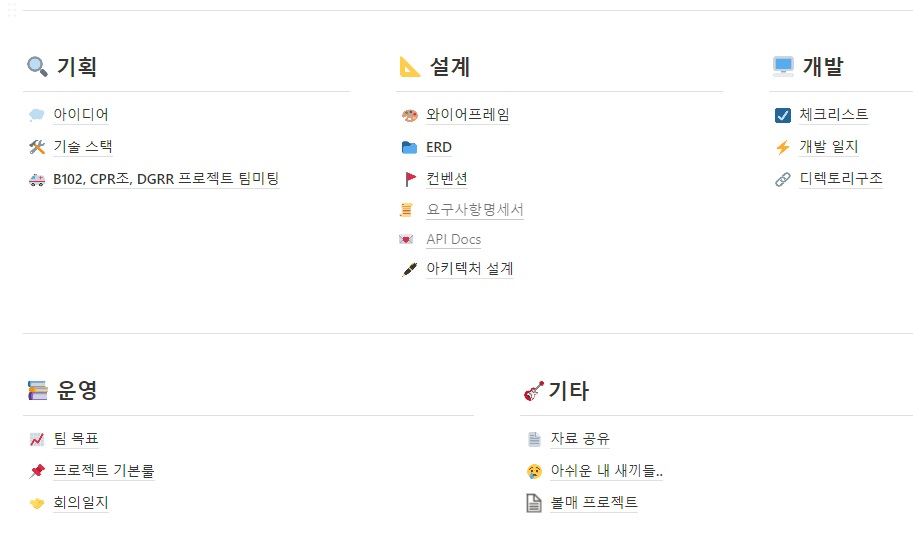 기획
아이디어
기술 스택
B102, CPR조, DGRR 프로젝트 팀미팅
설계
와이어프레임
ERD
컨벤션
요구사항명세서
API Docs
아키텍처 설계
개발
체크리스트
개발 일지
디렉토리구조
운영
팀 목표
프로젝트 기본룰
회의일지
기타
자료 공유
아쉬운 내 새끼들..
볼매 프로젝트